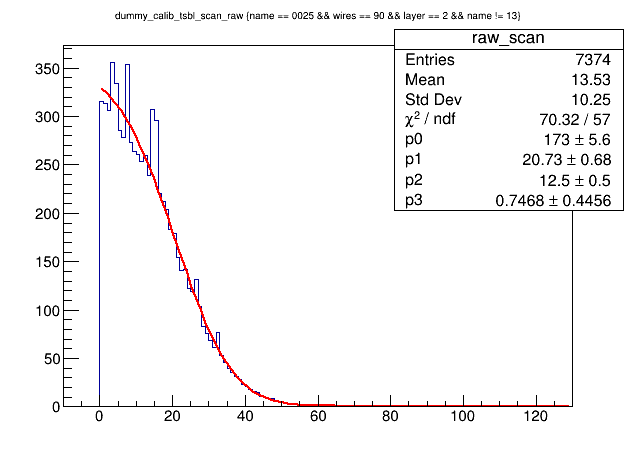 dummy_calib_tsbl_scan_raw {name == 0025 && wires == 90 && layer == 2 && name != 13}
raw_scan
Entries 7374
Mean 13.53
Std Dev 10.25
χ² / ndf 70.32 / 57
p0 173 ± 5.6
p1 20.73 ± 0.68
p2 12.5 ± 0.5
p3 0.7468 ± 0.4456
350
300
250
200
150
100
50
0
0 20 40 60 80 100 120